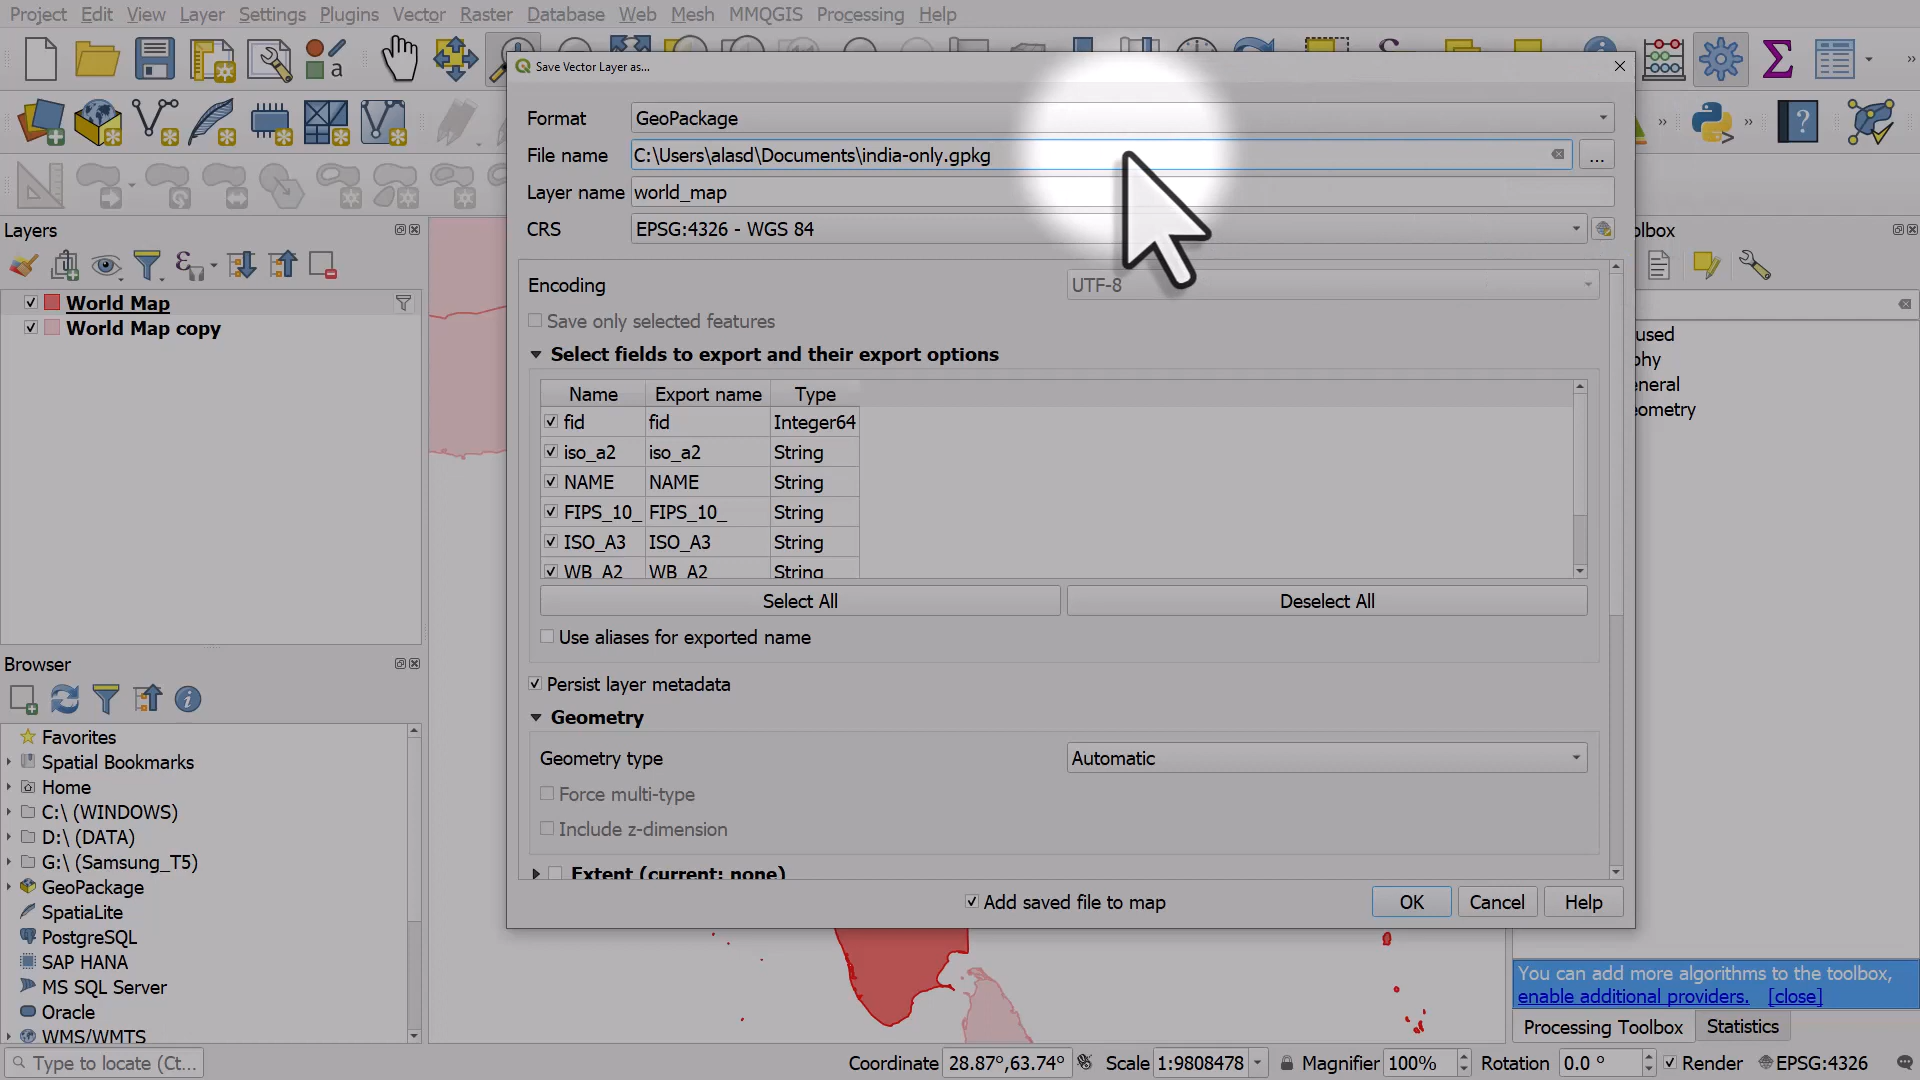 Project Edit View Layer Settings Plugins Vector Raster Database Web Mesh MMQGIS Processing Help
Save Vector Layer as...
Format GeoPackage
File name C:\Users\alasd\Documents\india-only.gpkg ...
Layer name world_map
CRS EPSG:4326 - WGS 84
Encoding UTF-8
Save only selected features
Select fields to export and their export options
Name Export name Type
fid fid Integer64
iso_a2 iso_a2 String
NAME NAME String
FIPS_10_ FIPS_10_ String
ISO_A3 ISO_A3 String
WB_A2 WB_A2 String
Select All Deselect All
Use aliases for exported name
Persist layer metadata
Geometry
Geometry type Automatic
Force multi-type
Include z-dimension
Extent (current: none)
Add saved file to map OK Cancel Help
Layers
World Map
World Map copy
Browser
Favorites
Spatial Bookmarks
Home
C:\ (WINDOWS)
D:\ (DATA)
G:\ (Samsung_T5)
GeoPackage
SpatiaLite
PostgreSQL
SAP HANA
MS SQL Server
Oracle
WMS/WMTS
olbox
used
phy
eneral
eometry
You can add more algorithms to the toolbox,
enable additional providers. [close]
Processing Toolbox Statistics
Type to locate (Ct... Coordinate 28.87°,63.74° Scale 1:9808478 Magnifier 100% Rotation 0.0 ° Render EPSG:4326